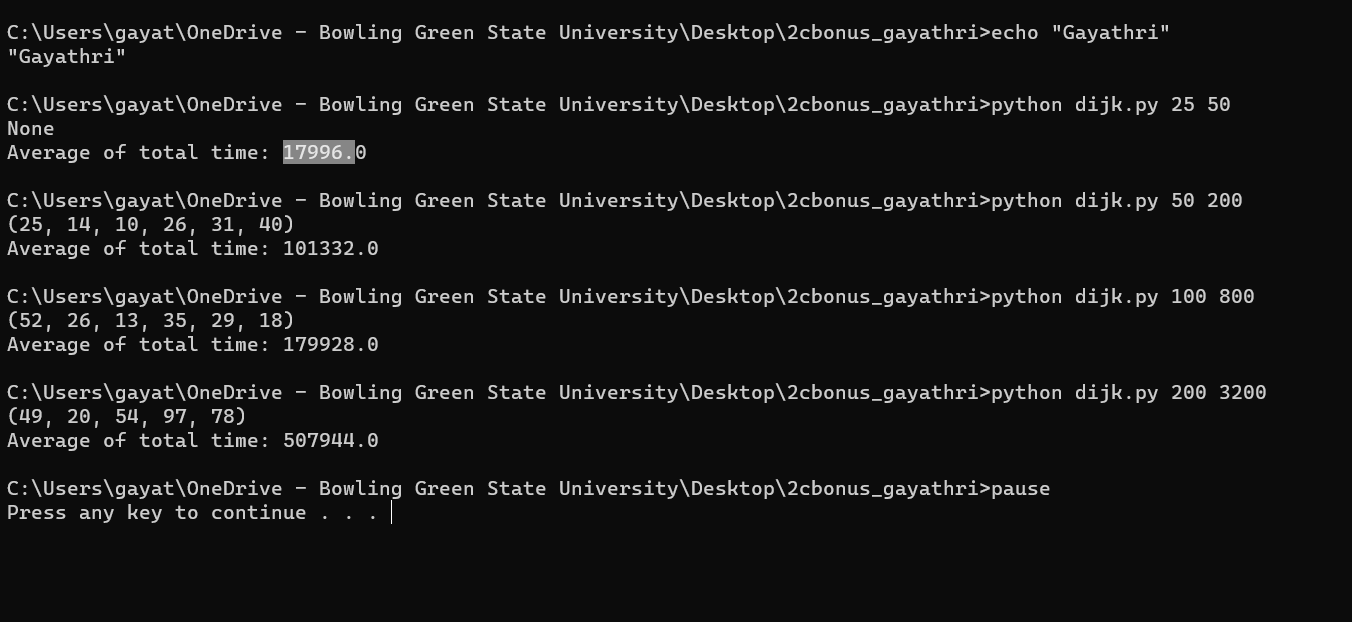 C:\Users\gayat\OneDrive - Bowling Green State University\Desktop\2cbonus_gayathri>echo "Gayathri"
"Gayathri"
C:\Users\gayat\OneDrive - Bowling Green State University\Desktop\2cbonus_gayathri>python dijk.py 25 50
None
Average of total time: 17996.0
C:\Users\gayat\OneDrive - Bowling Green State University\Desktop\2cbonus_gayathri>python dijk.py 50 200
(25, 14, 10, 26, 31, 40)
Average of total time: 101332.0
C:\Users\gayat\OneDrive - Bowling Green State University\Desktop\2cbonus_gayathri>python dijk.py 100 800
(52, 26, 13, 35, 29, 18)
Average of total time: 179928.0
C:\Users\gayat\OneDrive - Bowling Green State University\Desktop\2cbonus_gayathri>python dijk.py 200 3200
(49, 20, 54, 97, 78)
Average of total time: 507944.0
C:\Users\gayat\OneDrive - Bowling Green State University\Desktop\2cbonus_gayathri>pause
Press any key to continue . . .